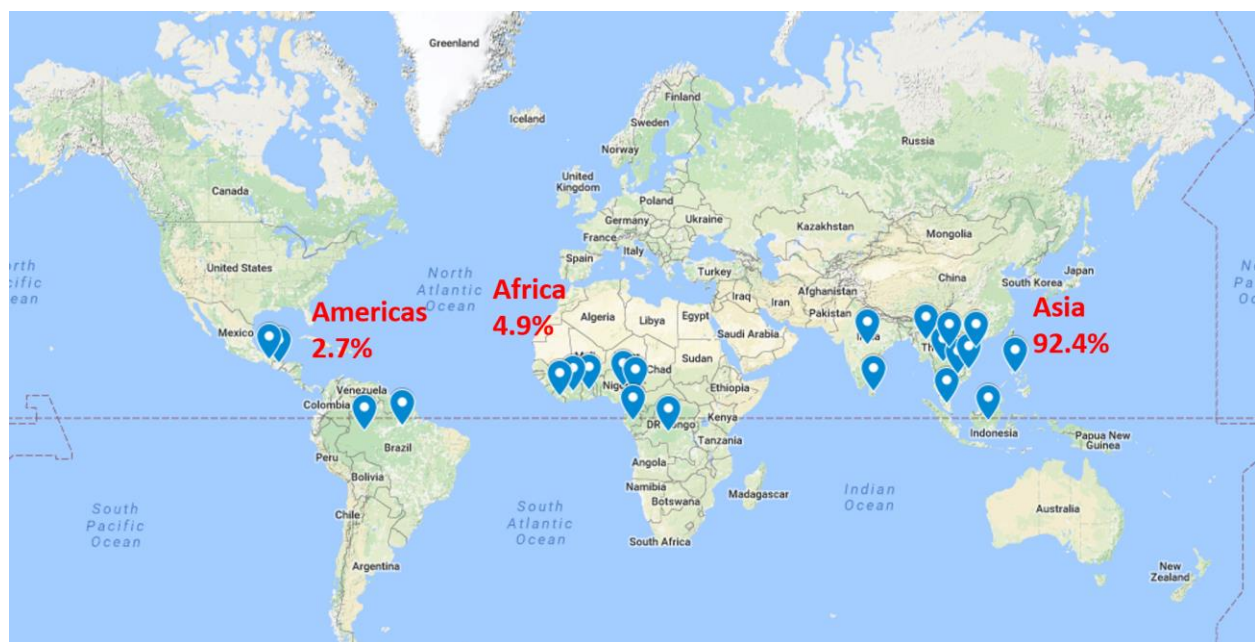 Greenland
Iceland
Finland
Sweden
Norway
Russia
Canada
United
Kingdom
Poland
Germany
Ukraine
France
Kazakhstan
Mongolia
Italy
Spain
Turkey
United States
North
Atlantic
Ocean
China
Japan
South Korea
Afghanistan
Iraq
Iran
Pakistan
Algeria
Libya
Egypt
Saudi Arabia
Africa
4.9%
Americas
2.7%
Asia
92.4%
Mexico
Sudan
Chad
Ethiopia
Venezuela
Colombia
Kenya
Brazil
Peru
Tanzania
Indonesia
Papua New
Guinea
Angola
Bolivia
Namibia
Botswana
Madagascar
Indian
Ocean
South
Pacific
Ocean
South
Atlantic
Ocean
Chile
Australia
South Africa
Argentina
New
Zealand